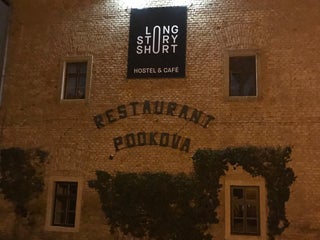 LONG
STORY
SHORT
HOSTEL & CAFÉ
RESTAURANT
PODKOVA